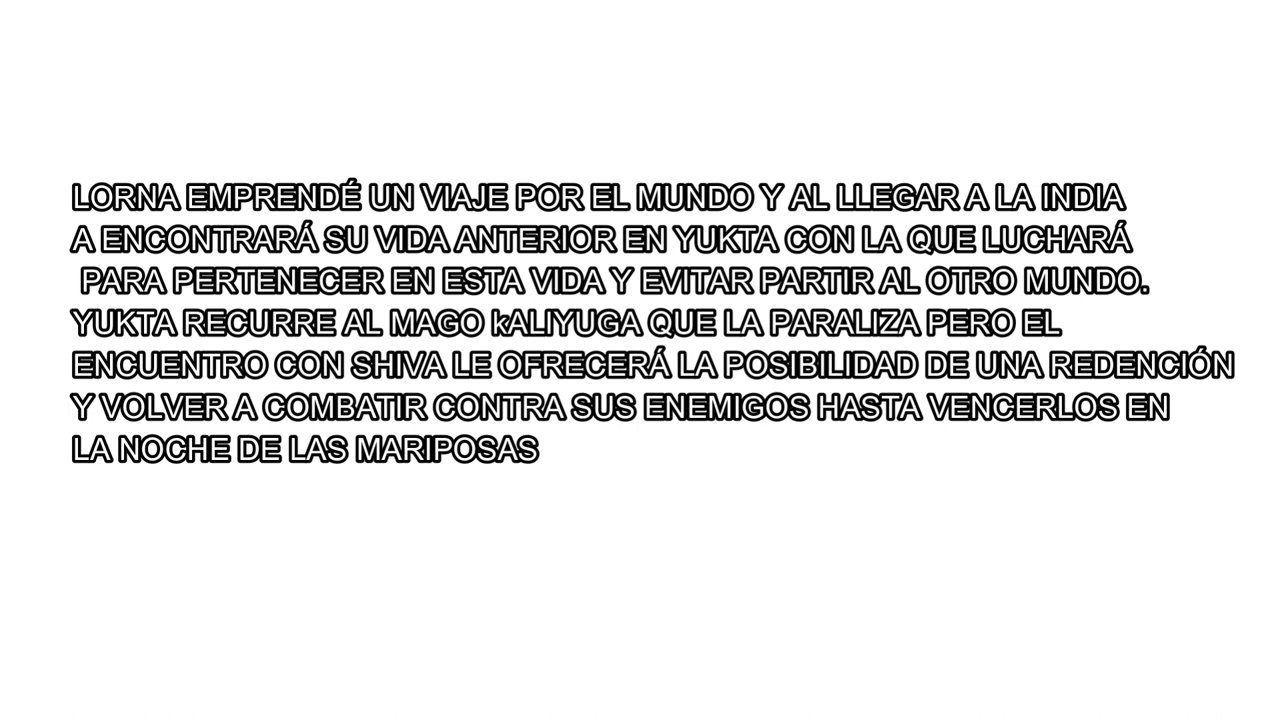 LORNA EMPRENDÉ UN VIAJE POR EL MUNDO Y AL LLEGAR A LA INDIA
A ENCONTRARÁ SU VIDA ANTERIOR EN YUKTA CON LA QUE LUCHARÁ
PARA PERTENECER EN ESTA VIDA Y EVITAR PARTIR AL OTRO MUNDO.
YUKTA RECURRE AL MAGO kALIYUGA QUE LA PARALIZA PERO EL
ENCUENTRO CON SHIVA LE OFRECERÁ LA POSIBILIDAD DE UNA REDENCIÓN
Y VOLVER A COMBATIR CONTRA SUS ENEMIGOS HASTA VENCERLOS EN
LA NOCHE DE LAS MARIPOSAS